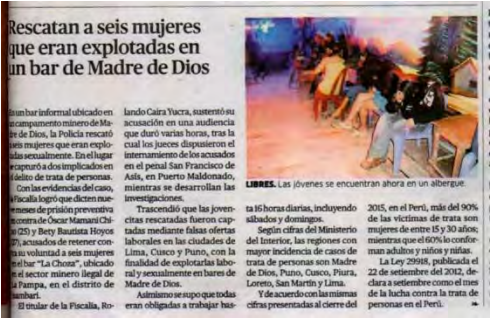 Rescatan a seis mujeres
que eran explotadas en
un bar de Madre de Dios
un bar informal ubicado en
campamento minero de Ma-
dre de Dios, la Policía rescató
seis mujeres que eran explo-
tadas sexualmente. En el lugar
capturó a dos implicados en
delito de trata de personas.
Con las evidencias del caso,
Fiscalía logró que dicten nue-
ve meses de prisión preventiva
contra de Óscar Mamani Chi-
(25) y Bety Bautista Hoyos
acusados de retener con-
tra su voluntad a seis mujeres
en el bar "La Choza", ubicado
en el sector minero ilegal de
La Pampa, en el distrito de
Inambari.
El titular de la Fiscalía, Ro-
lando Caira Yucra, sustentó su
acusación en una audiencia
que duró varias horas, tras la
cual los jueces dispusieron el
internamiento de los acusados
en el penal San Francisco de
Asís, en Puerto Maldonado,
mientras se desarrollan las
investigaciones.
Trascendió que las joven-
citas rescatadas fueron cap-
tadas mediante falsas ofertas
laborales en las ciudades de
Lima, Cusco y Puno, con la
finalidad de explotarlas labo-
ral y sexualmente en bares de
Madre de Dios.
Asimismo se supo que todas
eran obligadas a trabajar has-
LIBRES. Las jóvenes se encuentran ahora en un albergue.
ta 16 horas diarias, incluyendo
sábados y domingos.
Según cifras del Ministerio
del Interior, las regiones con
mayor incidencia de casos de
trata de personas son Madre
de Dios, Puno, Cusco, Piura,
Loreto, San Martín y Lima.
Y de acuerdo con las mismas
cifras presentadas al cierre del
2015, en el Perú, más del 90%
de las víctimas de trata son
mujeres de entre 15 y 30 años;
mientras que el 60% lo confor-
man adultos y niños y niñas.
La Ley 29918, publicada el
22 de setiembre del 2012, de-
clara a setiembre como el mes
de la lucha contra la trata de
personas en el Perú.